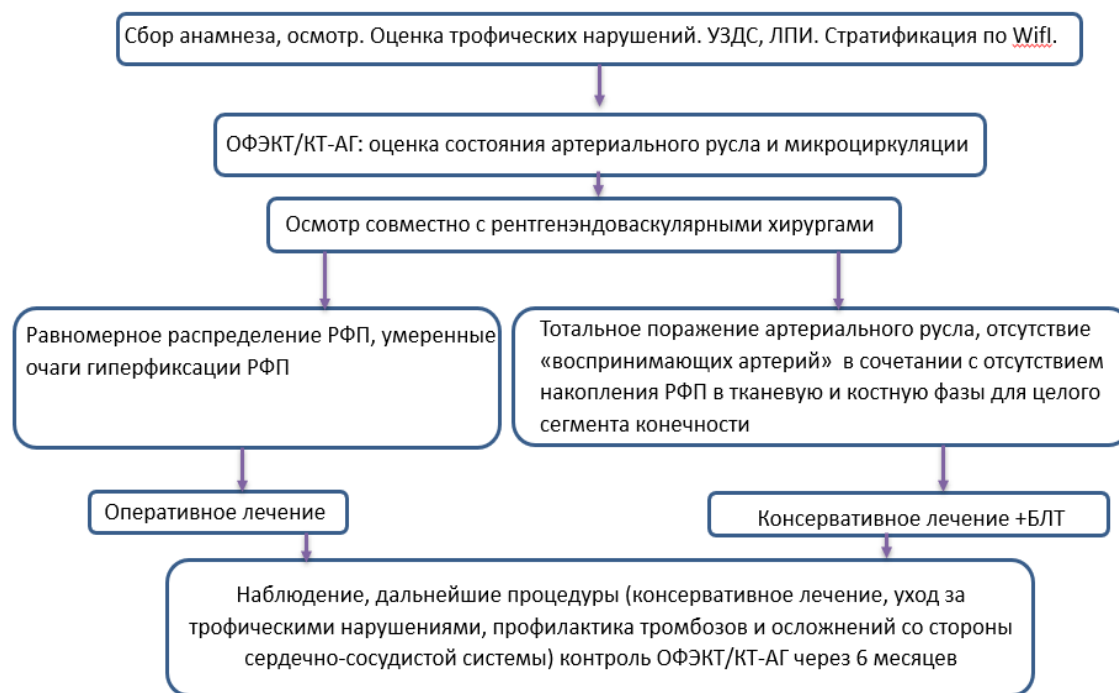 Сбор анамнеза, осмотр. Оценка трофических нарушений. УЗДС, ЛПИ. Стратификация по WifI.
ОФЭКТ/КТ-АГ: оценка состояния артериального русла и микроциркуляции
Осмотр совместно с рентгенэндоваскулярными хирургами
Равномерное распределение РФП, умеренные
очаги гиперфиксации РФП
Тотальное поражение артериального русла, отсутствие
«воспринимающих артерий» в сочетании с отсутствием
накопления РФП в тканевую и костную фазы для целого
сегмента конечности
Оперативное лечение
Консервативное лечение +БЛТ
Наблюдение, дальнейшие процедуры (консервативное лечение, уход за
трофическими нарушениями, профилактика тромбозов и осложнений со стороны
сердечно-сосудистой системы) контроль ОФЭКТ/КТ-АГ через 6 месяцев